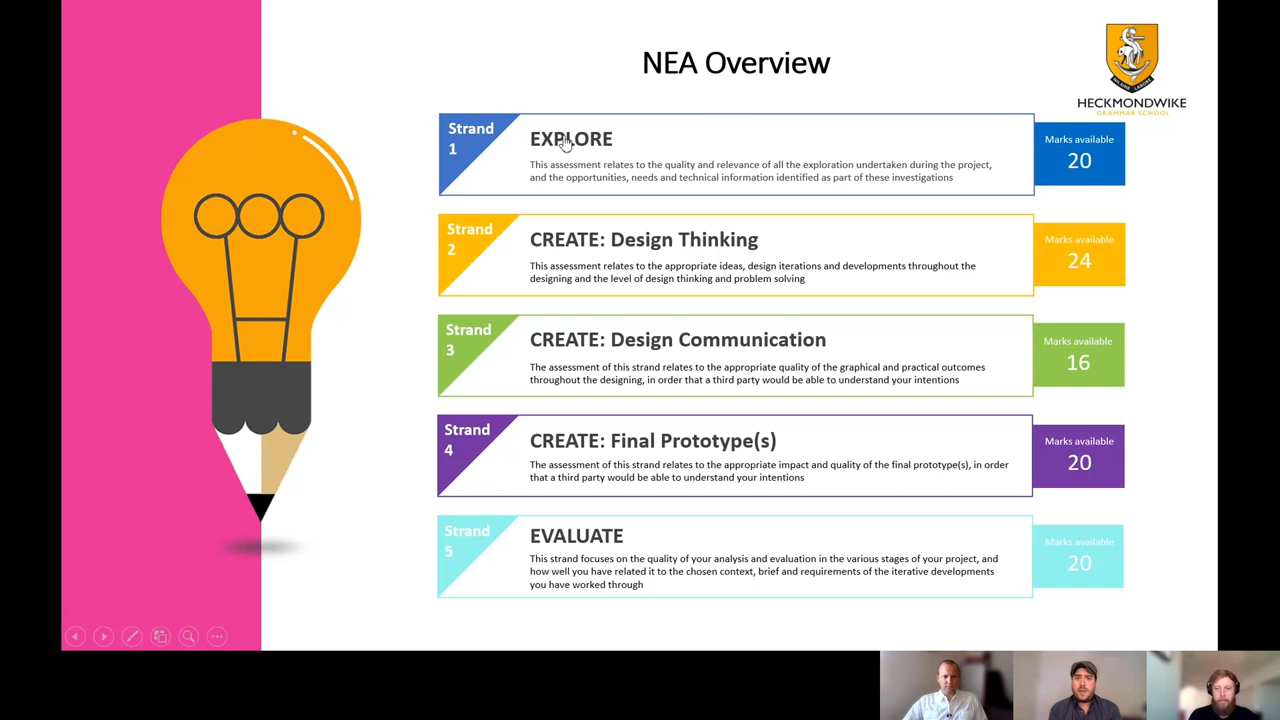 NEA Overview
HECKMONDWIKE
GRAMMAR SCHOOL
Strand
1
EXPLORE
This assessment relates to the quality and relevance of all the exploration undertaken during the project,
and the opportunities, needs and technical information identified as part of these investigations
Marks available
20
Strand
2
CREATE: Design Thinking
This assessment relates to the appropriate ideas, design iterations and developments throughout the
designing and the level of design thinking and problem solving
Marks available
24
Strand
3
CREATE: Design Communication
The assessment of this strand relates to the appropriate quality of the graphical and practical outcomes
throughout the designing, in order that a third party would be able to understand your intentions
Marks available
16
Strand
4
CREATE: Final Prototype(s)
The assessment of this strand relates to the appropriate impact and quality of the final prototype(s), in order
that a third party would be able to understand your intentions
Marks available
20
Strand
5
EVALUATE
This strand focuses on the quality of your analysis and evaluation in the various stages of your project, and
how well you have related it to the chosen context, brief and requirements of the iterative developments
you have worked through
Marks available
20